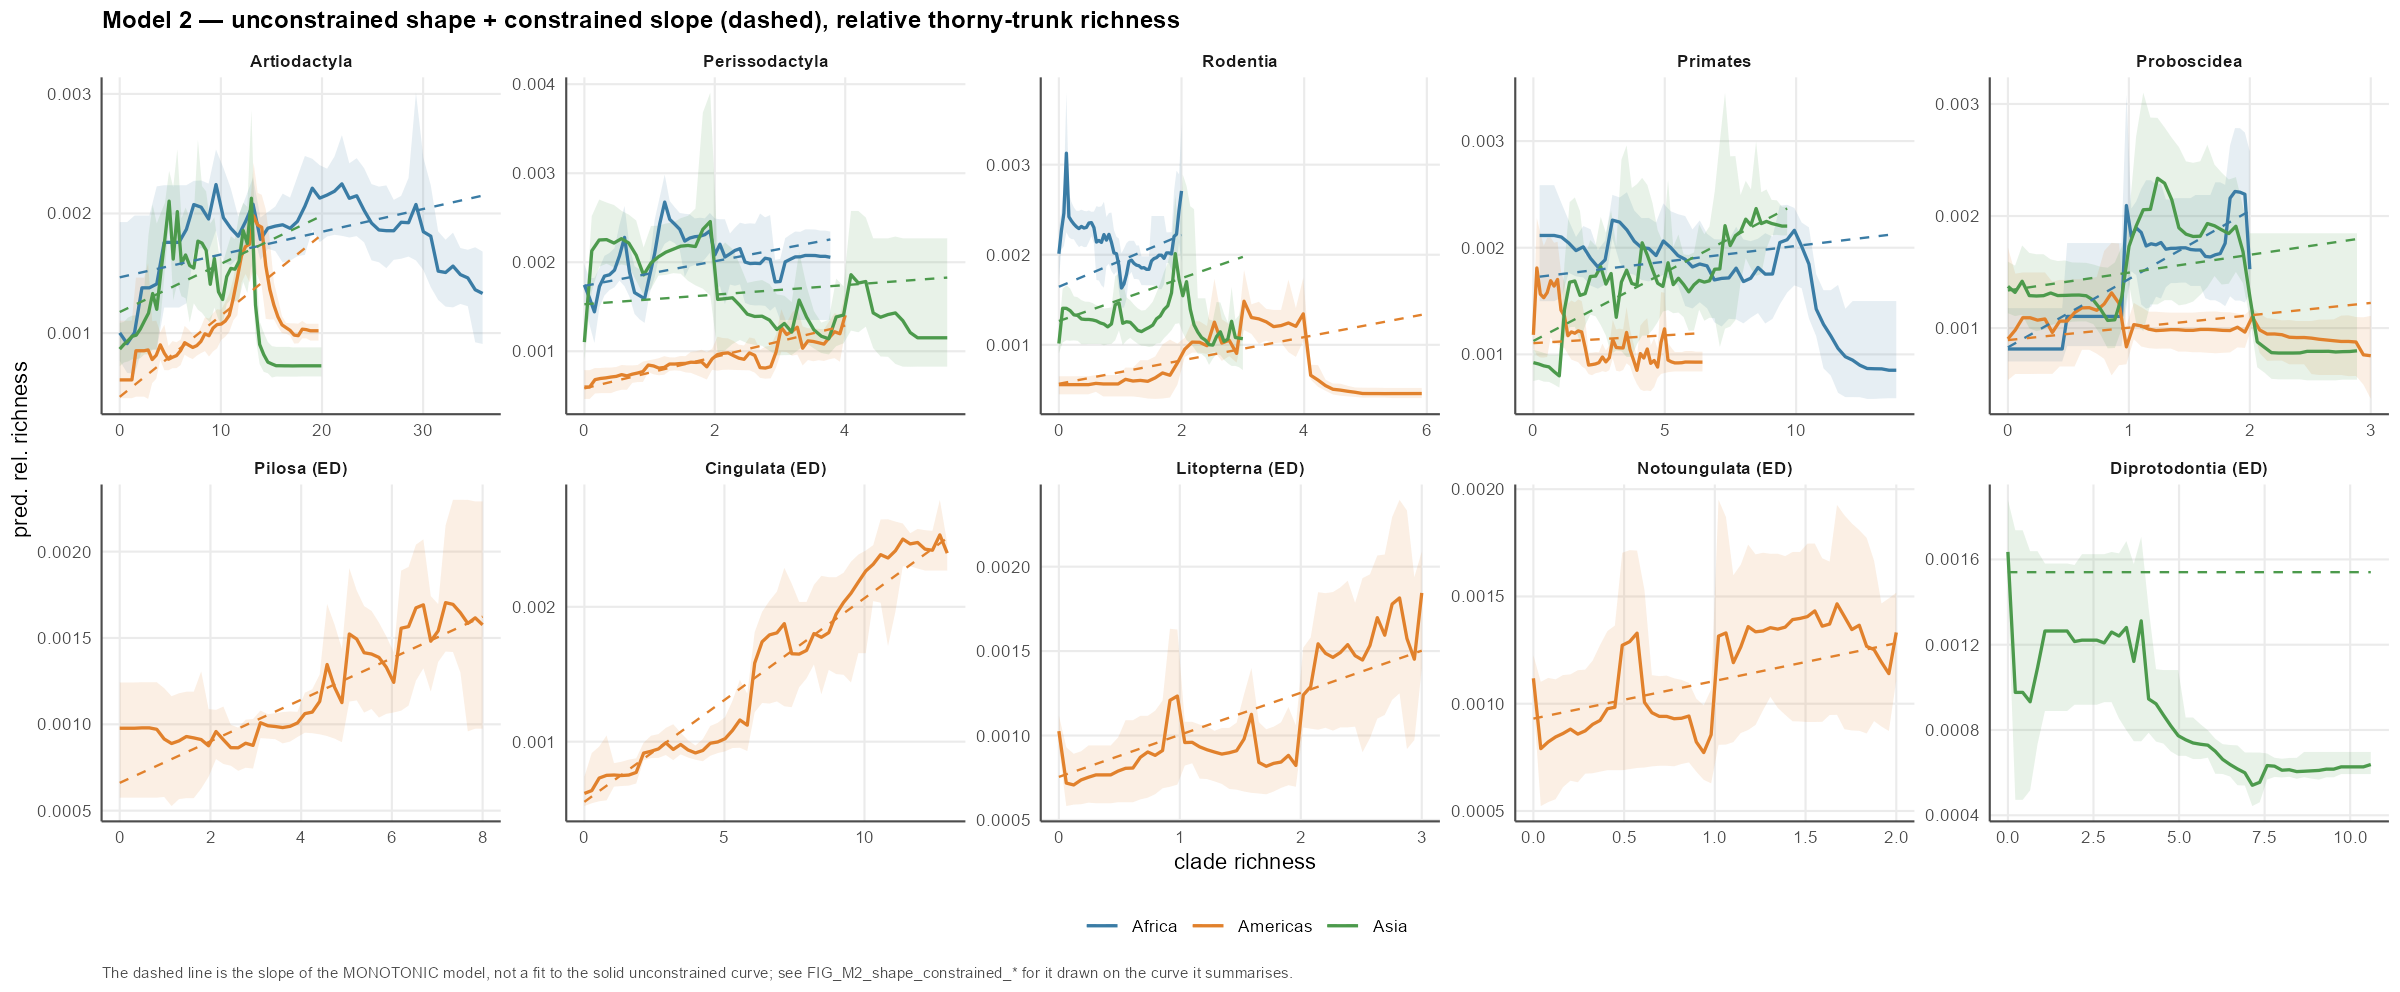 Model 2 — unconstrained shape + constrained slope (dashed), relative thorny-trunk richness
Artiodactyla
Perissodactyla
Rodentia
Primates
Proboscidea
0.003
0.002
0.001
0 10 20 30
0.004
0.003
0.002
0.001
0 2 4
0.003
0.002
0.001
0 2 4 6
0.003
0.002
0.001
0 5 10
0.003
0.002
0.001
0 1 2 3
pred. rel. richness
Pilosa (ED)
Cingulata (ED)
Litopterna (ED)
Notoungulata (ED)
Diprotodontia (ED)
0.0020
0.0015
0.0010
0.0005
0 2 4 6 8
0.002
0.001
0 5 10
0.0020
0.0015
0.0010
0.0005
0 1 2 3
0.0020
0.0015
0.0010
0.0005
0.0 0.5 1.0 1.5 2.0
0.0016
0.0012
0.0008
0.0004
0.0 2.5 5.0 7.5 10.0
clade richness
Africa Americas Asia
The dashed line is the slope of the MONOTONIC model, not a fit to the solid unconstrained curve; see FIG_M2_shape_constrained_* for it drawn on the curve it summarises.